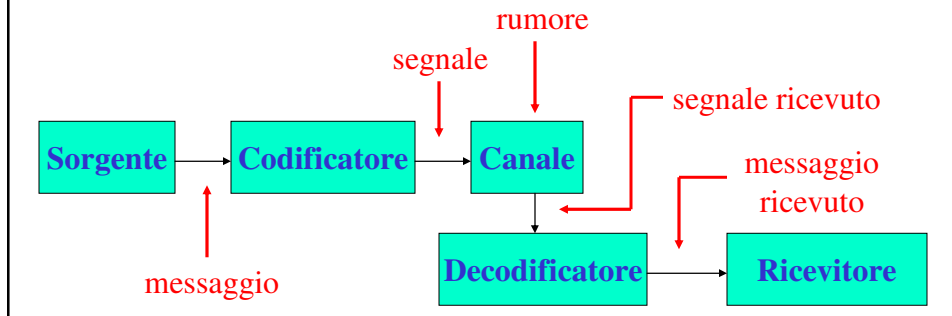 rumore
segnale
segnale ricevuto
Sorgente
Codificatore
Canale
messaggio
ricevuto
Decodificatore
Ricevitore
messaggio